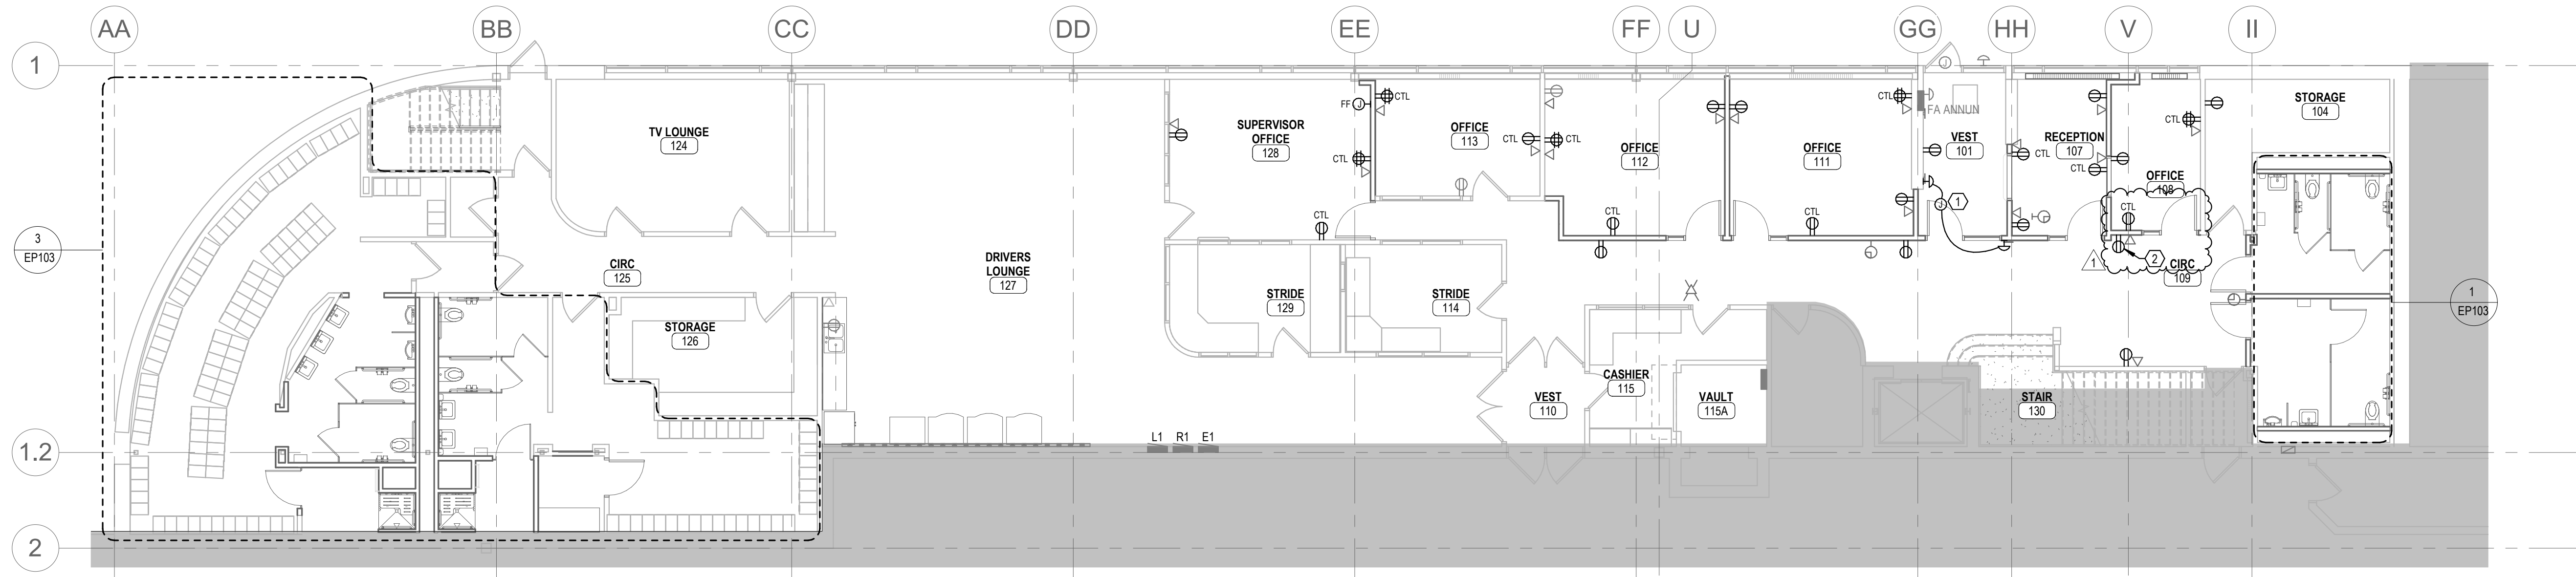 AA
BB
CC
DD
EE
FF
U
GG
HH
V
II
1
1.2
2
3
EP103
1
EP103
TV LOUNGE
124
CIRC
125
STORAGE
126
DRIVERS
LOUNGE
127
SUPERVISOR
OFFICE
128
FF
J
CTL
CTL
CTL
OFFICE
113
CTL
CTL
OFFICE
112
CTL
OFFICE
111
CTL
CTL
J
FA ANNUN
VEST
101
J
1
RECEPTION
107
CTL
CTL
OFFICE
108
CTL
CTL
STORAGE
104
1
2
CIRC
109
STRIDE
129
STRIDE
114
VEST
110
CASHIER
115
VAULT
115A
STAIR
130
L1
R1
E1